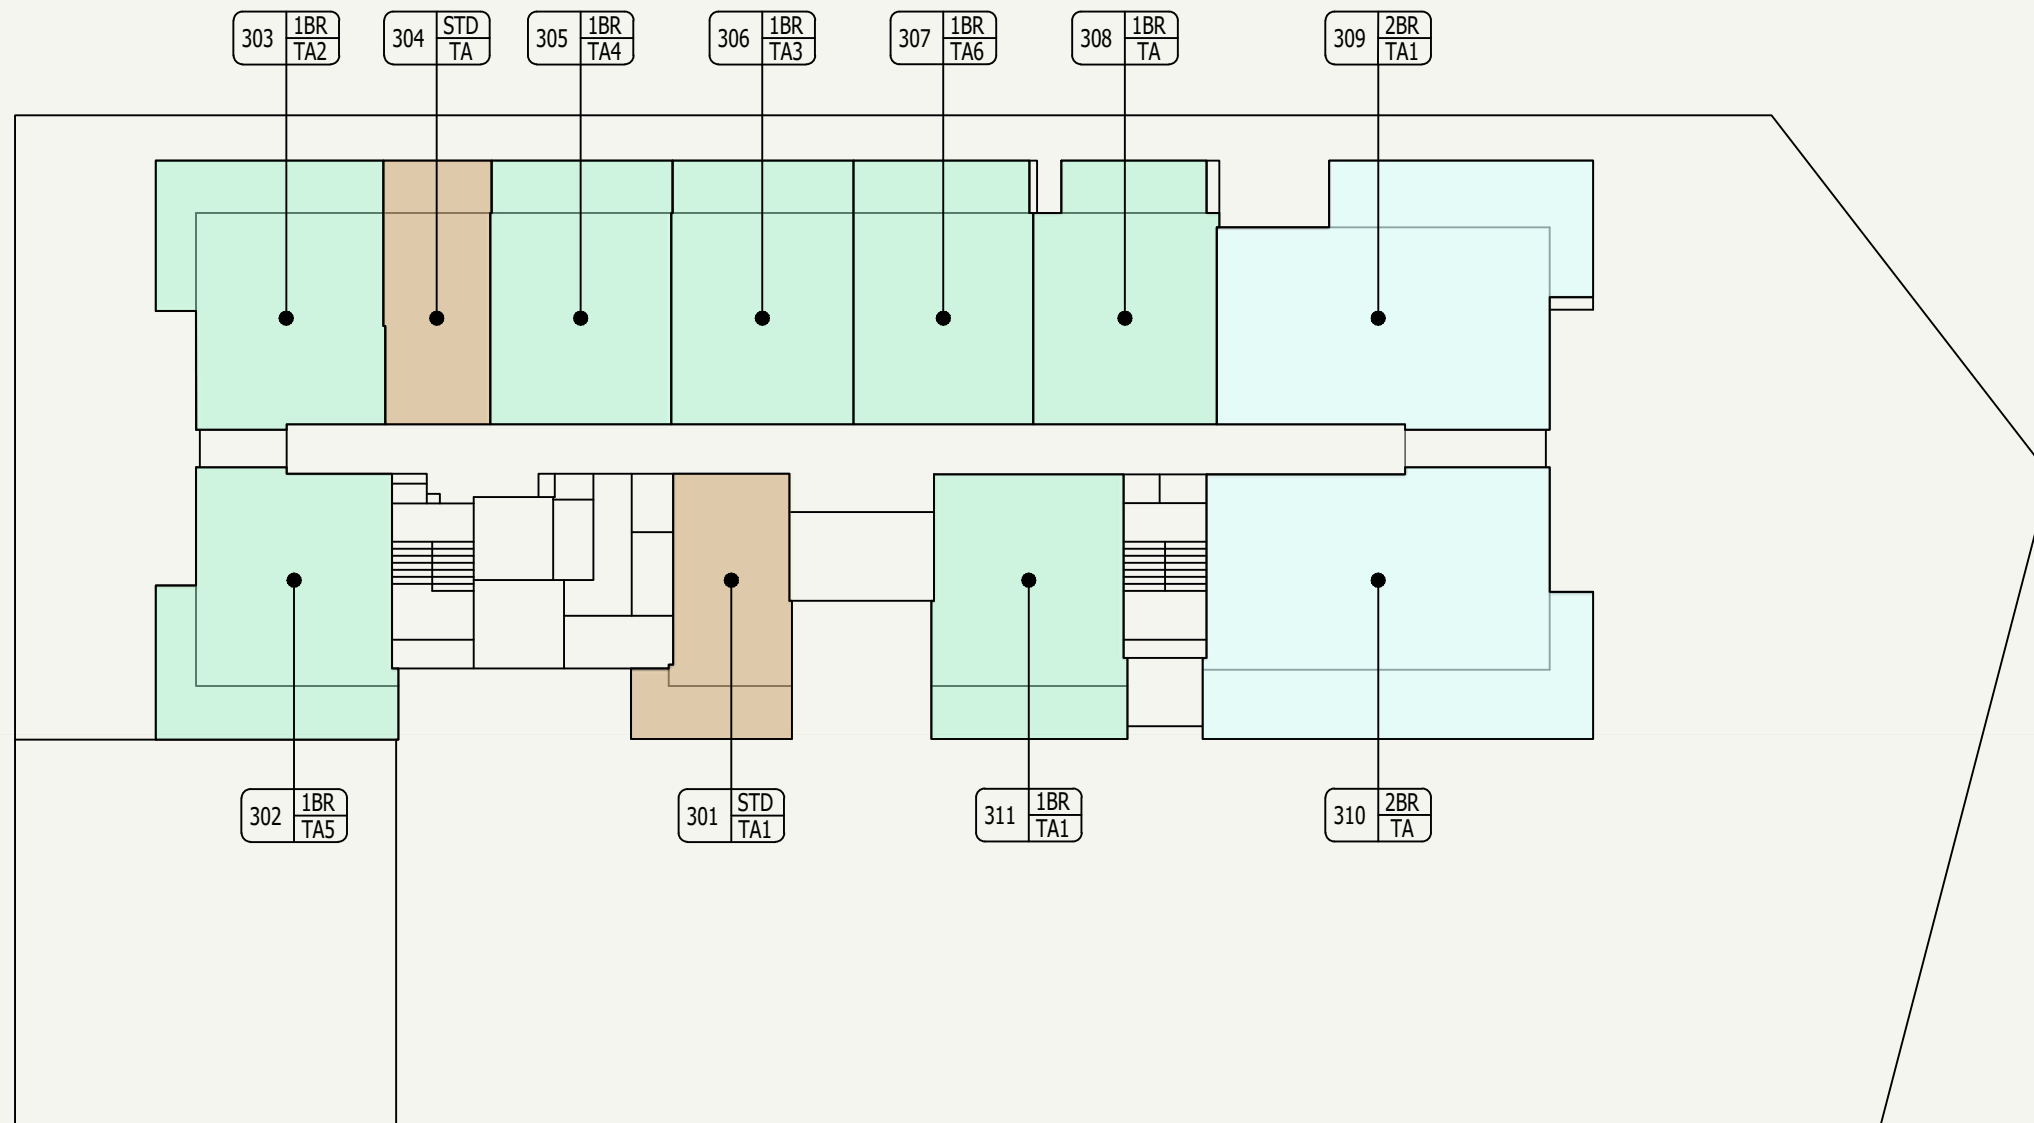 303 1BR TA2
304 STD TA
305 1BR TA4
306 1BR TA3
307 1BR TA6
308 1BR TA
309 2BR TA1
302 1BR TA5
301 STD TA1
311 1BR TA1
310 2BR TA